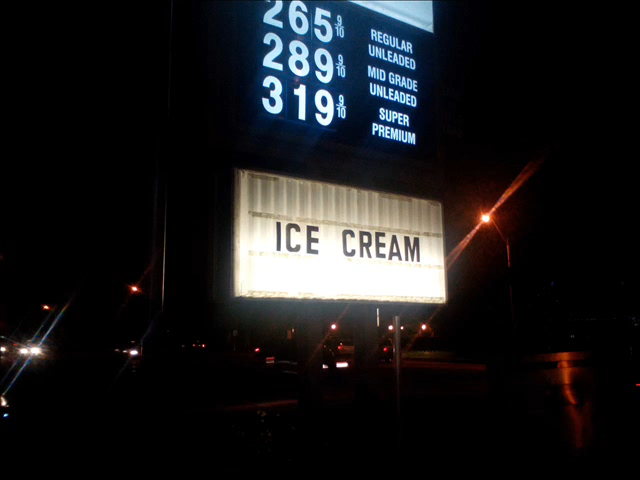 265 9/10 REGULAR UNLEADED
289 9/10 MID GRADE UNLEADED
319 9/10 SUPER PREMIUM
ICE CREAM